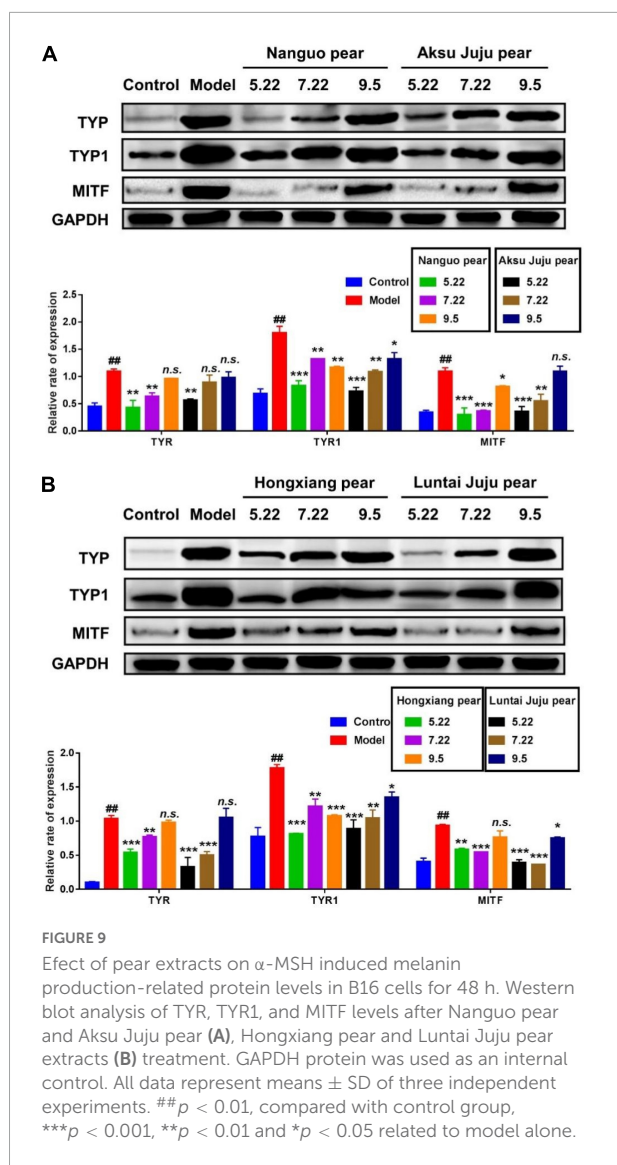 A
Nanguo pear Aksu Juju pear
Control Model 5.22 7.22 9.5 5.22 7.22 9.5
TYP
TYP1
MITF
GAPDH
Nanguo pear Aksu Juju pear
Control 5.22 5.22
Model 7.22 7.22
9.5 9.5
Relative rate of expression
2.5
2.0
1.5
1.0
0.5
0.0
## ** ** n.s. ** n.s. n.s.
## *** ** ** *** ** *
## *** *** * *** ** n.s.
TYR TYR1 MITF
B
Hongxiang pear Luntai Juju pear
Control Model 5.22 7.22 9.5 5.22 7.22 9.5
TYP
TYP1
MITF
GAPDH
Hongxiang pear Luntai Juju pear
Control 5.22 5.22
Model 7.22 7.22
9.5 9.5
Relative rate of expression
2.0
1.5
1.0
0.5
0.0
## *** ** n.s. *** *** n.s.
## *** ** *** *** ** *
## ** *** n.s. *** *** *
TYR TYR1 MITF
FIGURE 9
Efect of pear extracts on α-MSH induced melanin
production-related protein levels in B16 cells for 48 h. Western
blot analysis of TYR, TYR1, and MITF levels after Nanguo pear
and Aksu Juju pear (A), Hongxiang pear and Luntai Juju pear
extracts (B) treatment. GAPDH protein was used as an internal
control. All data represent means ± SD of three independent
experiments. ##p < 0.01, compared with control group,
***p < 0.001, **p < 0.01 and *p < 0.05 related to model alone.